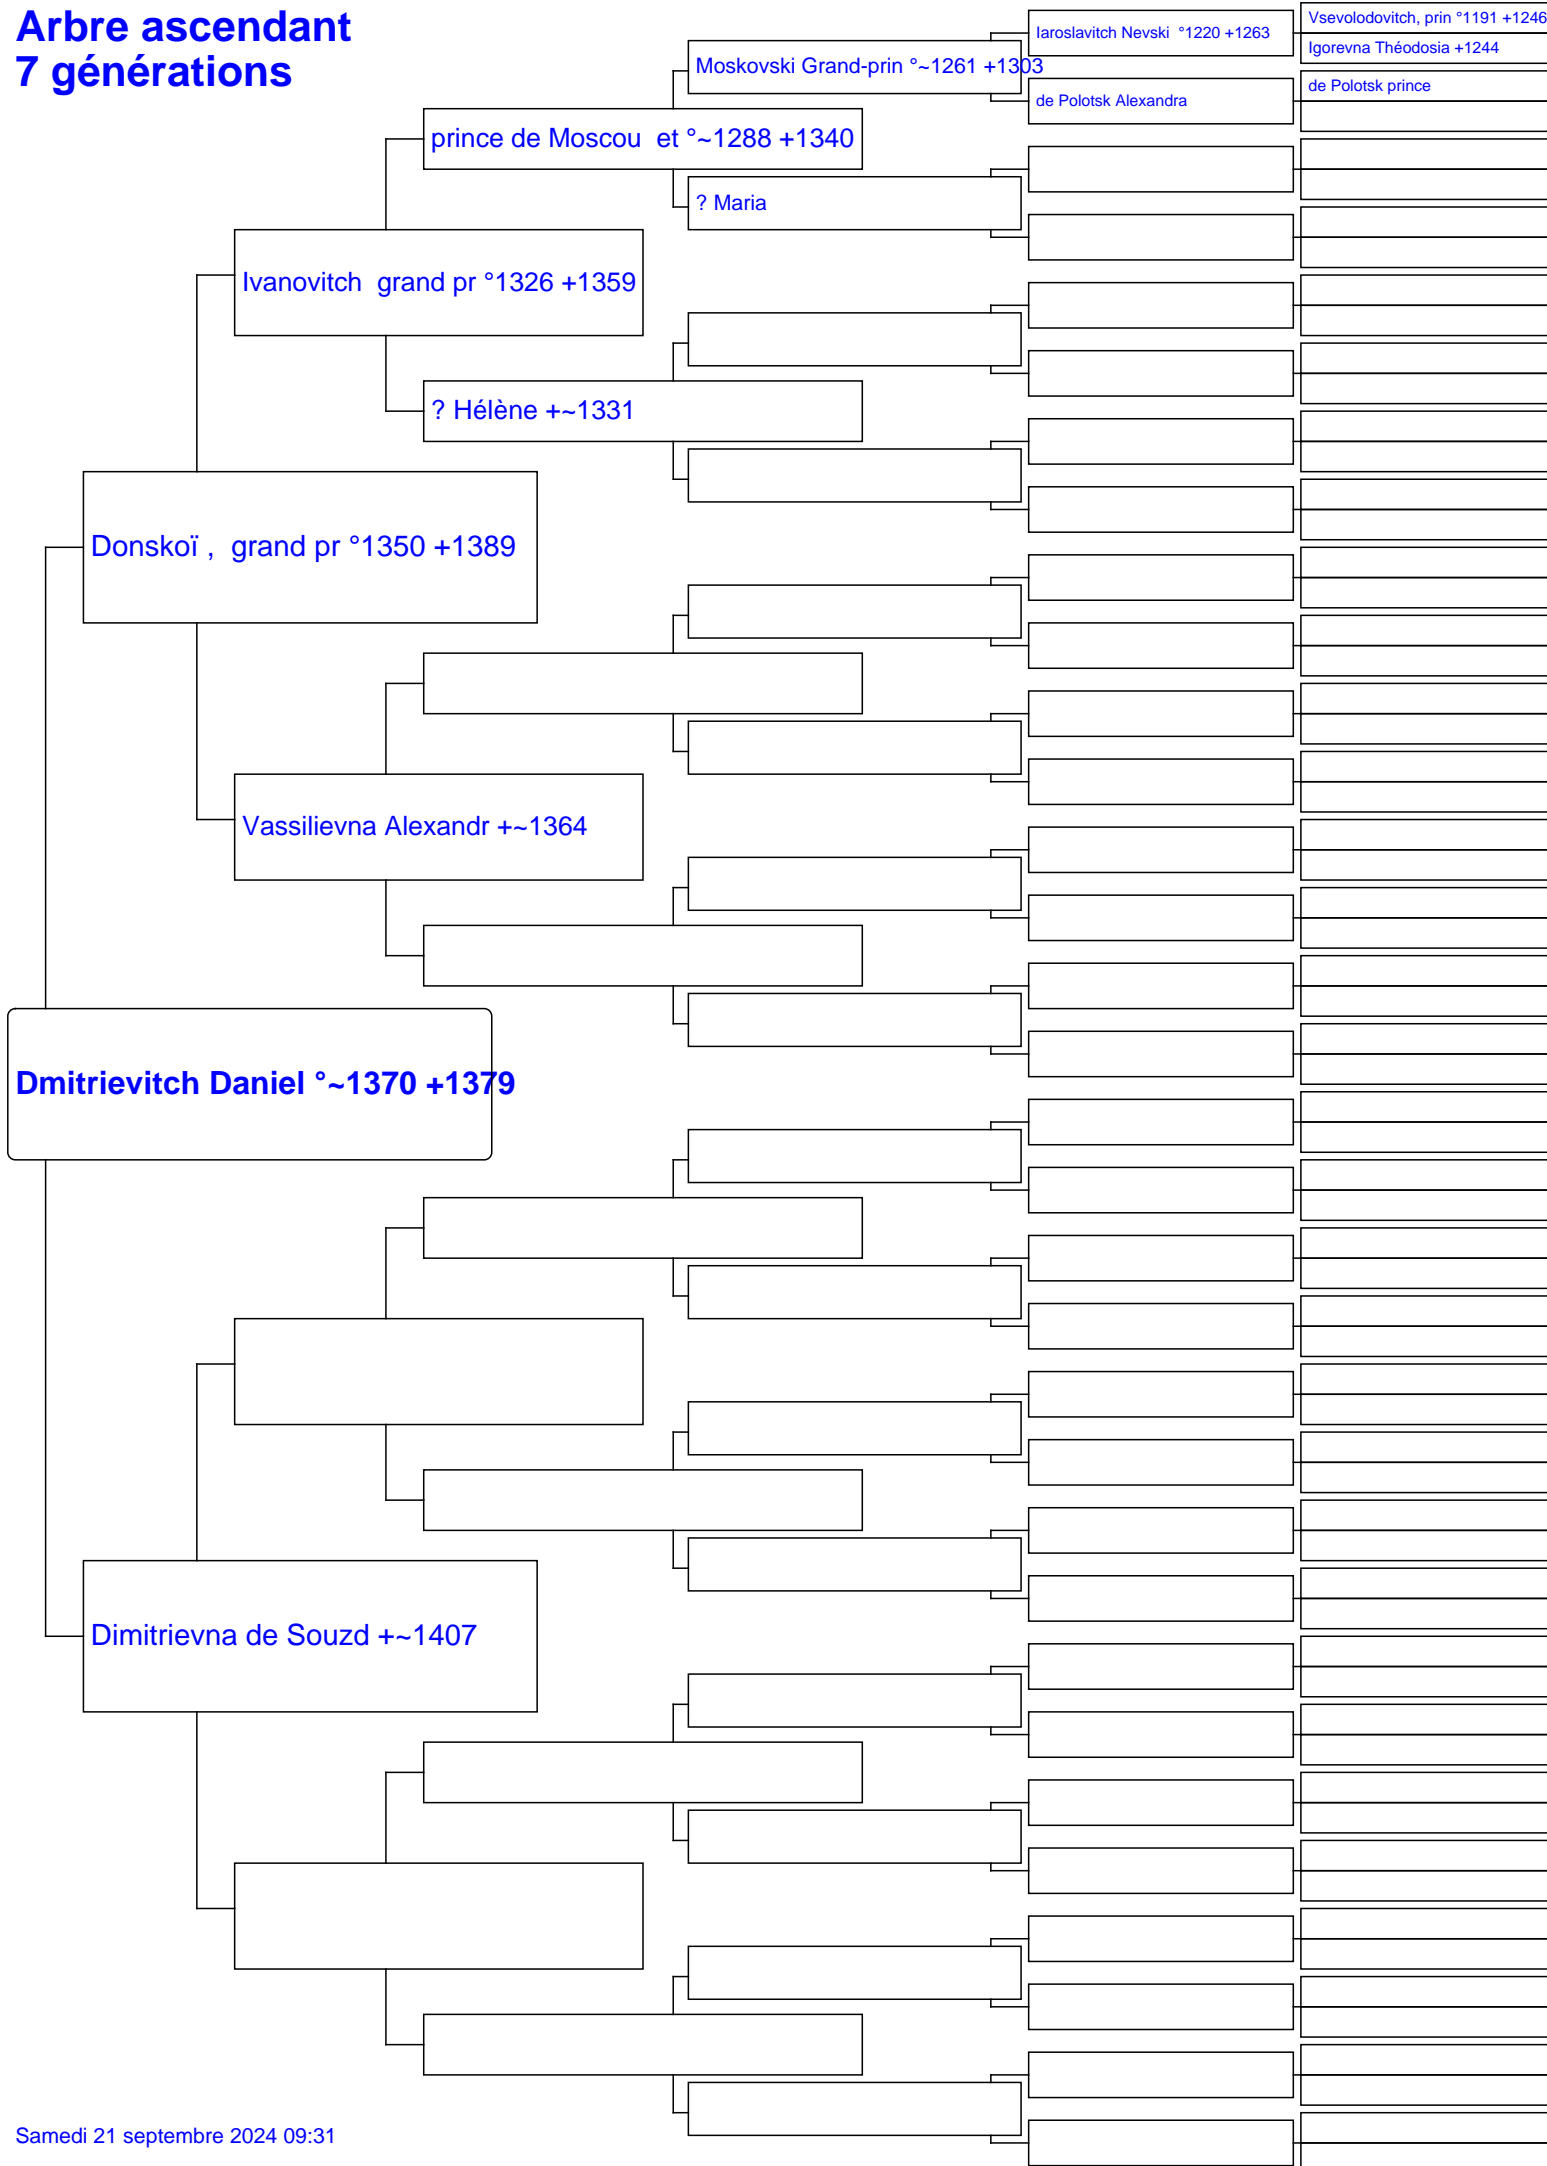 Arbre ascendant
7 générations
Vsevolodovitch, prin °1191 +1246
Iaroslavitch Nevski  °1220 +1263
Igorevna Théodosia +1244
Moskovski Grand-prin °~1261 +1303
de Polotsk prince
de Polotsk Alexandra
prince de Moscou  et °~1288 +1340
? Maria
Ivanovitch  grand pr °1326 +1359
? Hélène +~1331
Donskoï ,  grand pr °1350 +1389
Vassilievna Alexandr +~1364
Dmitrievitch Daniel °~1370 +1379
Dimitrievna de Souzd +~1407
Samedi 21 septembre 2024 09:31